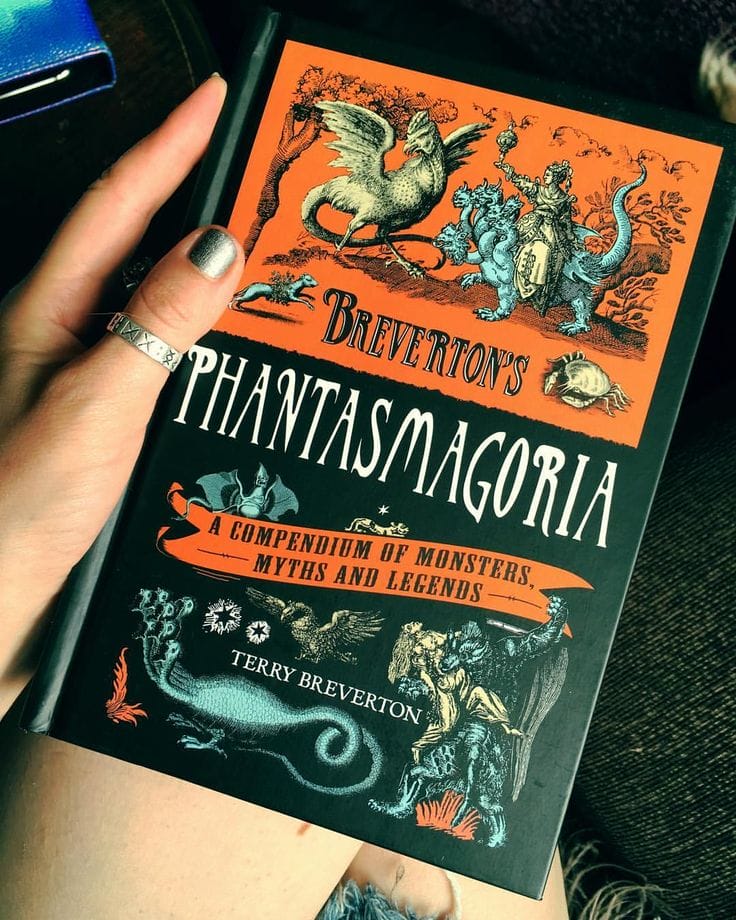 BREVERTON'S
PHANTASMAGORIA
A COMPENDIUM OF MONSTERS,
MYTHS AND LEGENDS
TERRY BREVERTON